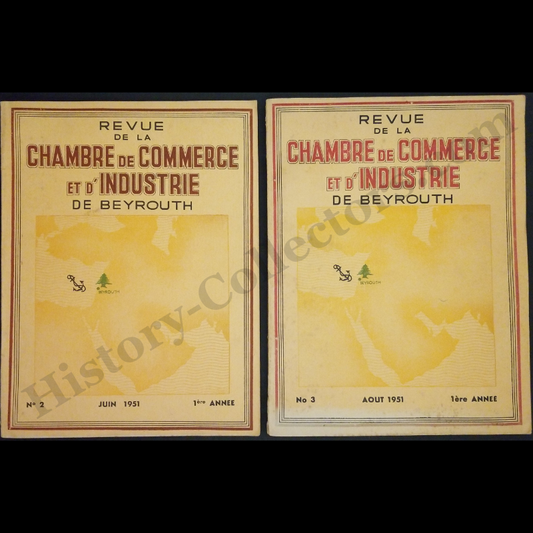 REVUE
DE LA
CHAMBRE DE COMMERCE
ET D'INDUSTRIE
DE BEYROUTH
BEYROUTH
N° 2 JUIN 1951 1ère ANNEE
REVUE
DE LA
CHAMBRE DE COMMERCE
ET D'INDUSTRIE
DE BEYROUTH
BEYROUTH
No 3 AOUT 1951 1ère ANNEE
History-Collector.com